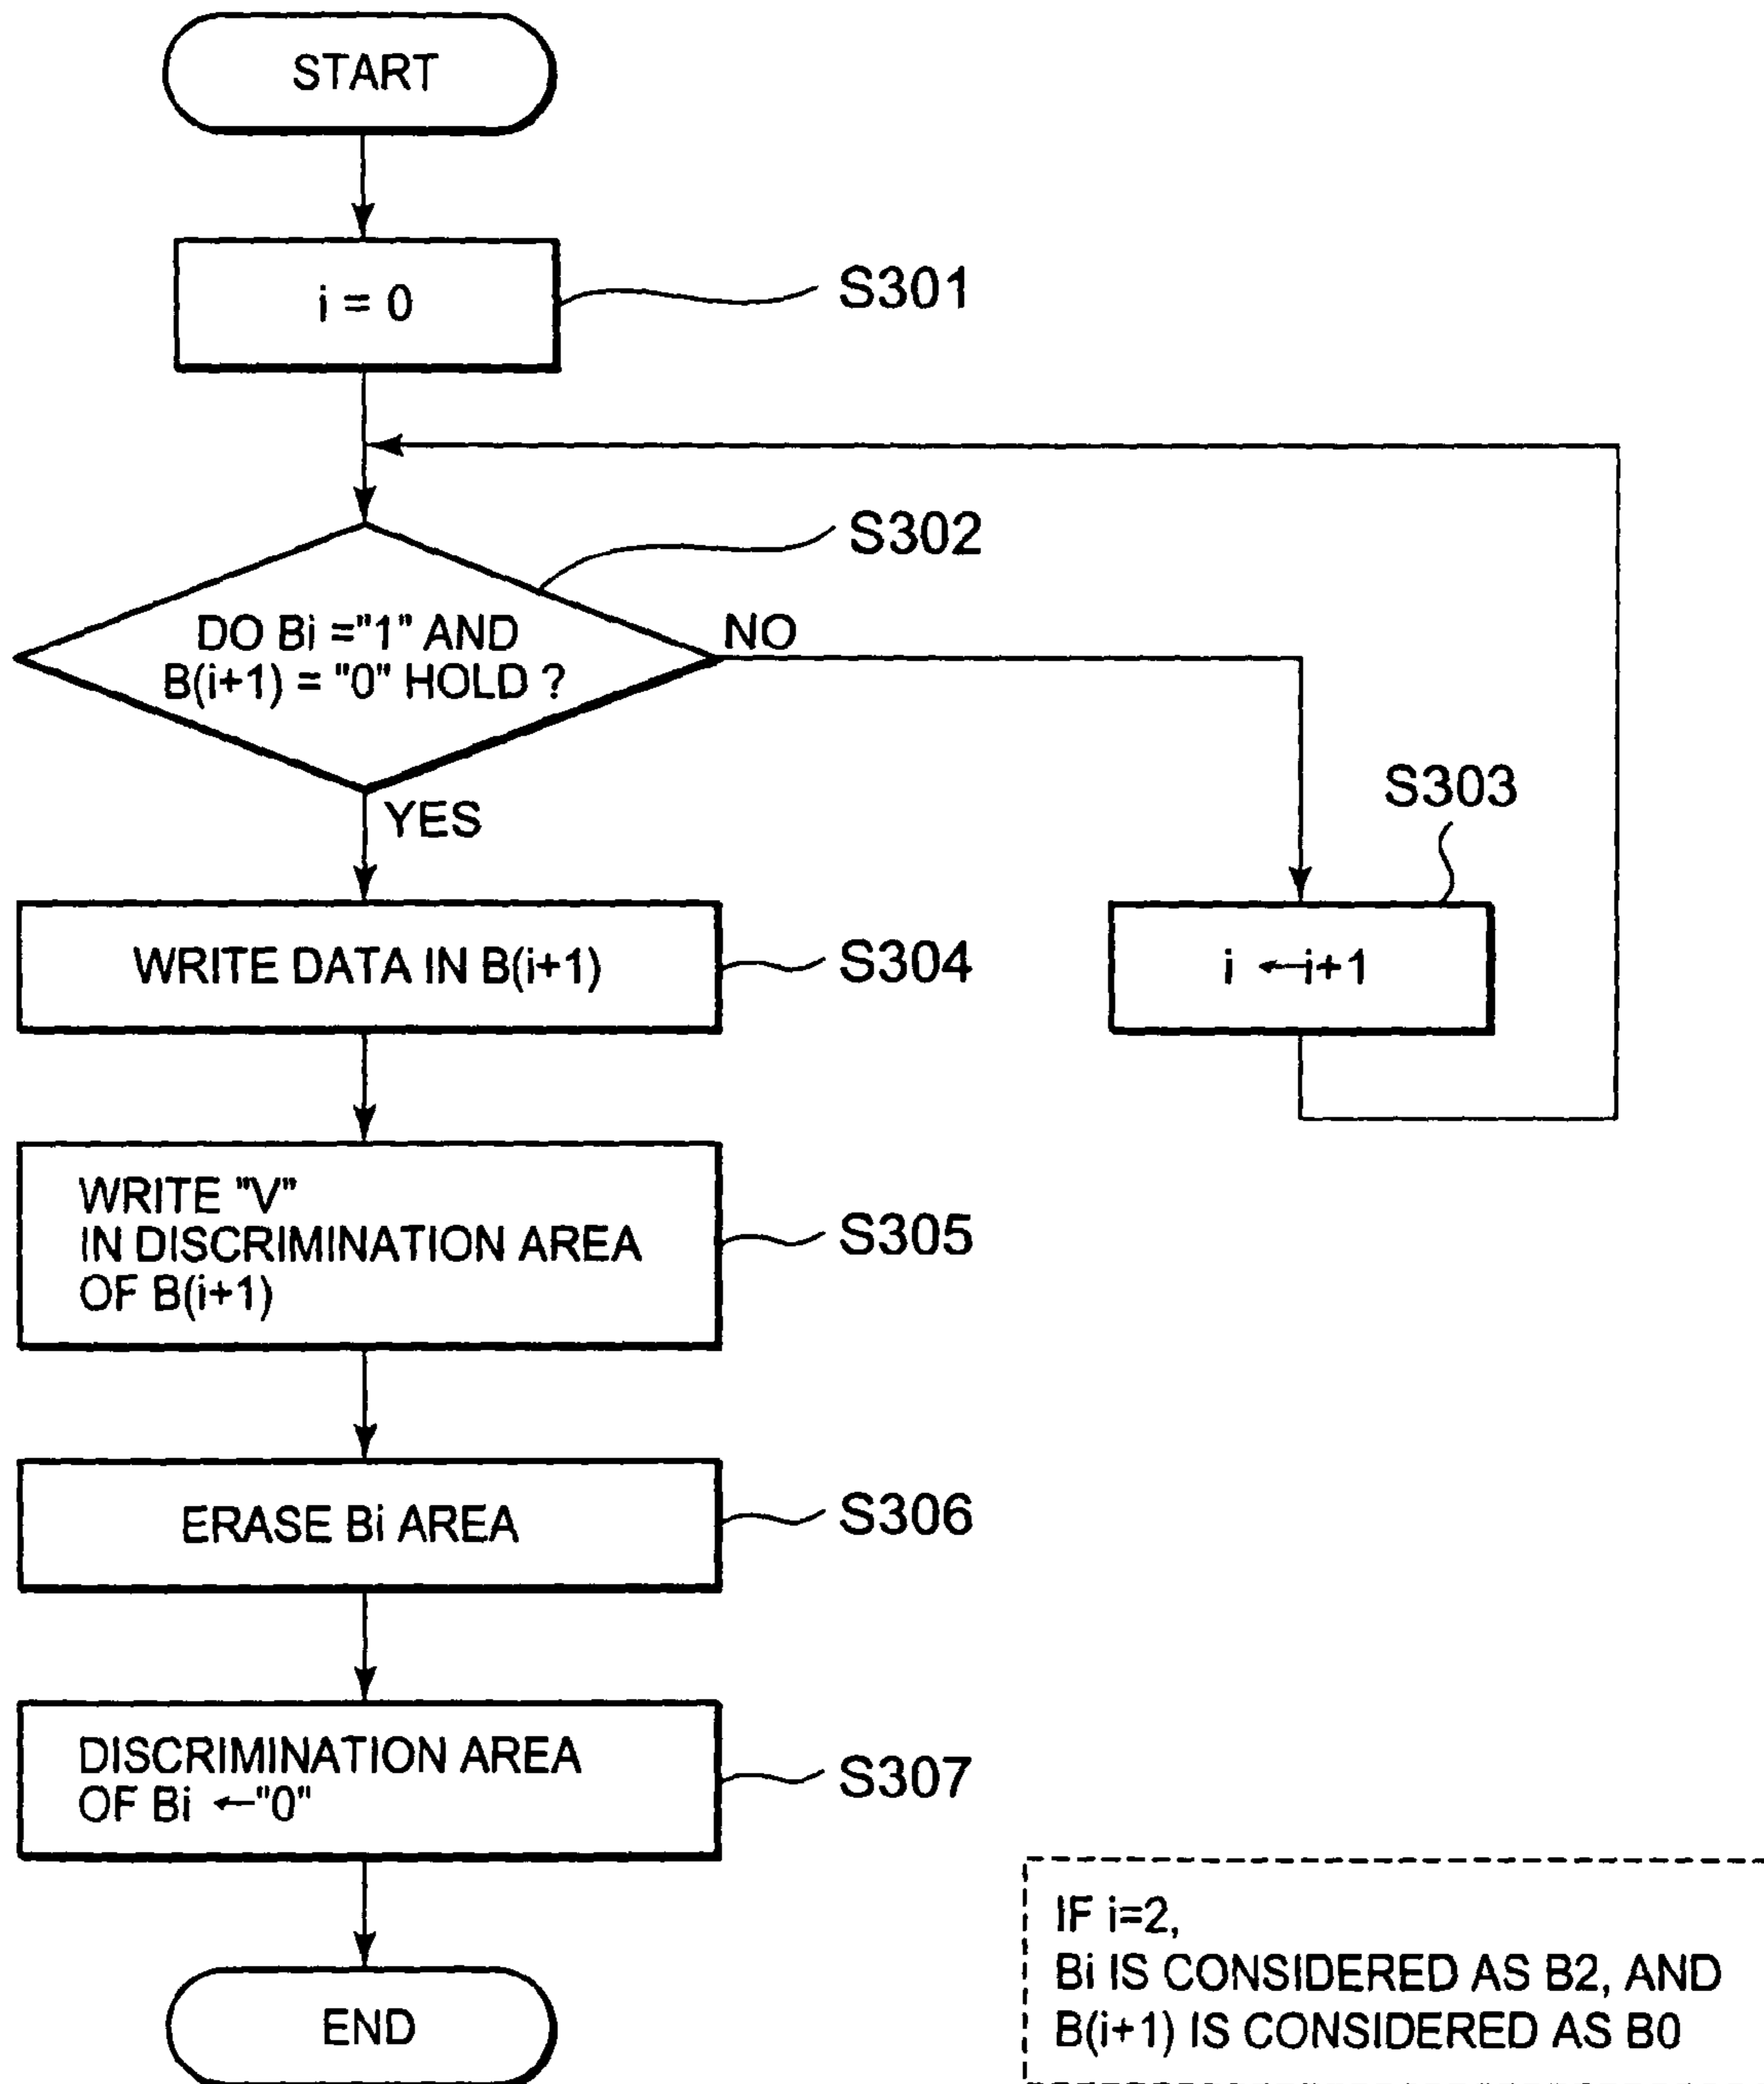 START
i = 0
S301
S302
DO Bi ="1" AND
B(i+1) = "0" HOLD ?
NO
YES
S303
WRITE DATA IN B(i+1)
S304
i ←i+1
WRITE "V"
IN DISCRIMINATION AREA
OF B(i+1)
S305
ERASE Bi AREA
S306
DISCRIMINATION AREA
OF Bi ←"0"
S307
END
IF i=2,
Bi IS CONSIDERED AS B2, AND
B(i+1) IS CONSIDERED AS B0